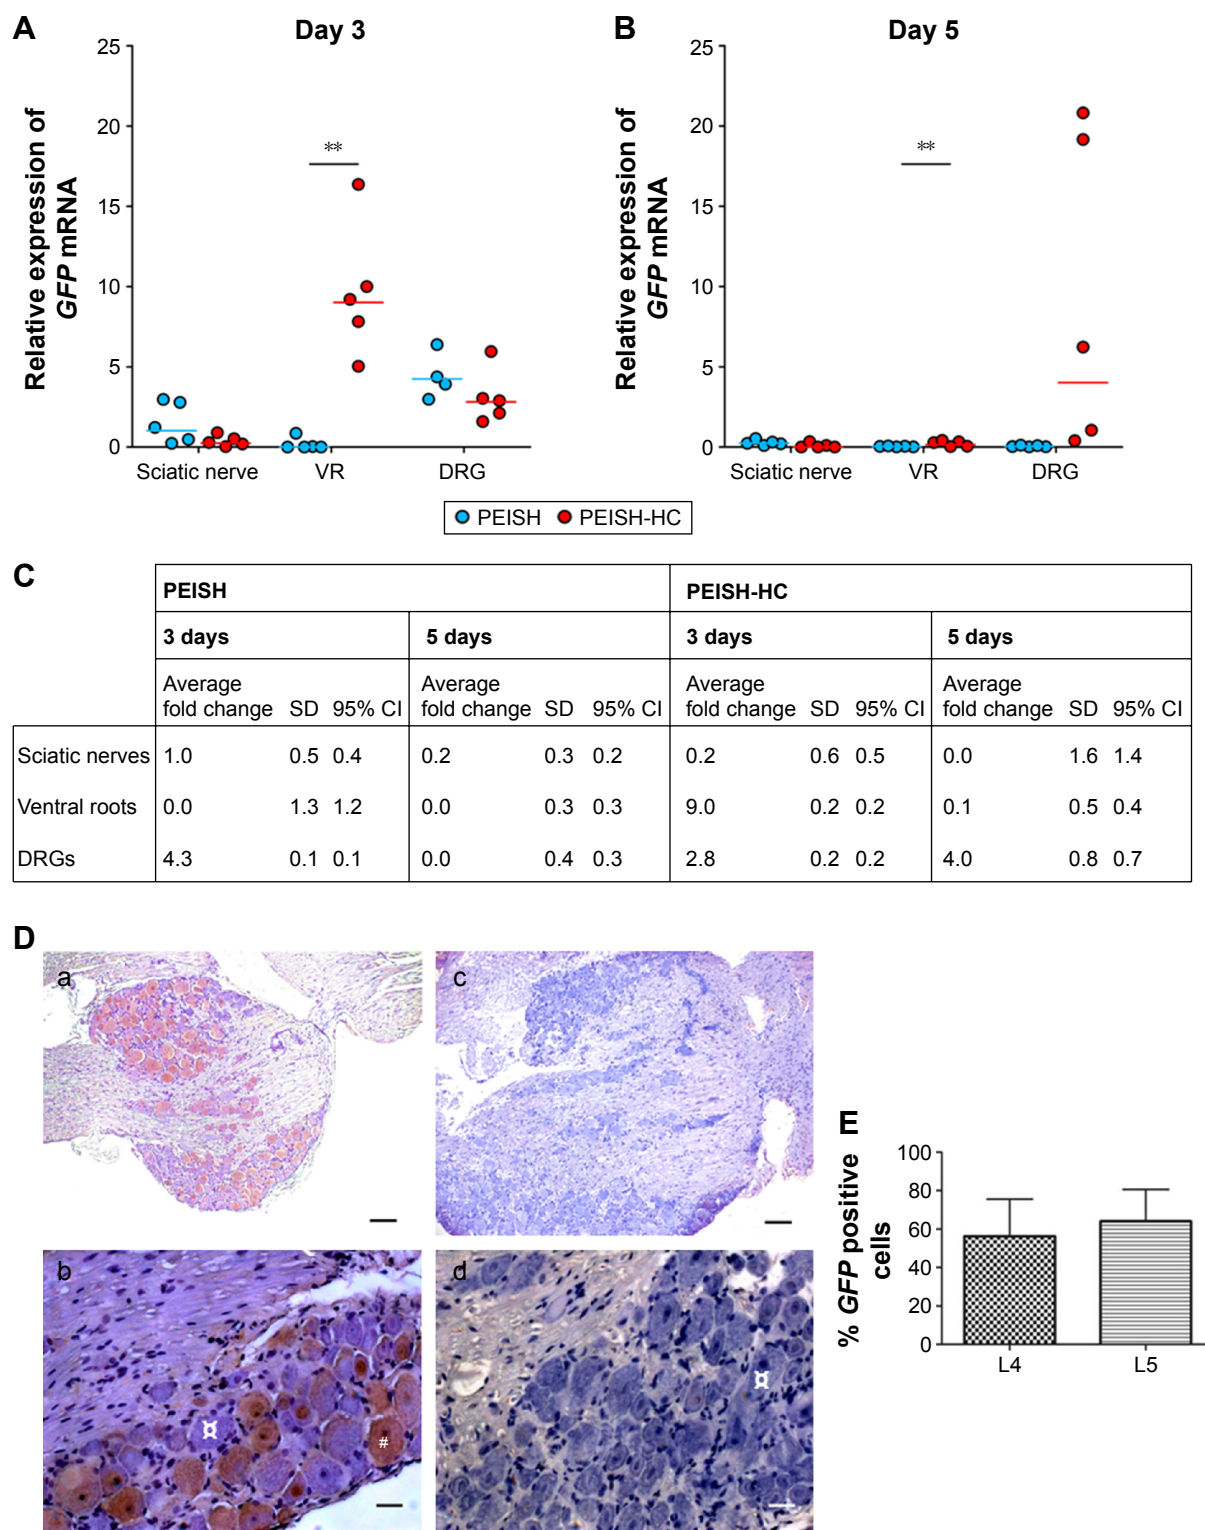 A
Day 3
Relative expression of
GFP mRNA
25
20
15
10
5
0
**
Sciatic nerve VR DRG
B
Day 5
Relative expression of
GFP mRNA
25
20
15
10
5
0
**
Sciatic nerve VR DRG
PEISH PEISH-HC
C
PEISH PEISH-HC
3 days 5 days 3 days 5 days
Average Average Average Average
fold change SD 95% CI fold change SD 95% CI fold change SD 95% CI fold change SD 95% CI
Sciatic nerves 1.0 0.5 0.4 0.2 0.3 0.2 0.2 0.6 0.5 0.0 1.6 1.4
Ventral roots 0.0 1.3 1.2 0.0 0.3 0.3 9.0 0.2 0.2 0.1 0.5 0.4
DRGs 4.3 0.1 0.1 0.0 0.4 0.3 2.8 0.2 0.2 4.0 0.8 0.7
D
a
c
b
¤
#
d
¤
E
% GFP positive
cells
100
80
60
40
20
0
L4 L5